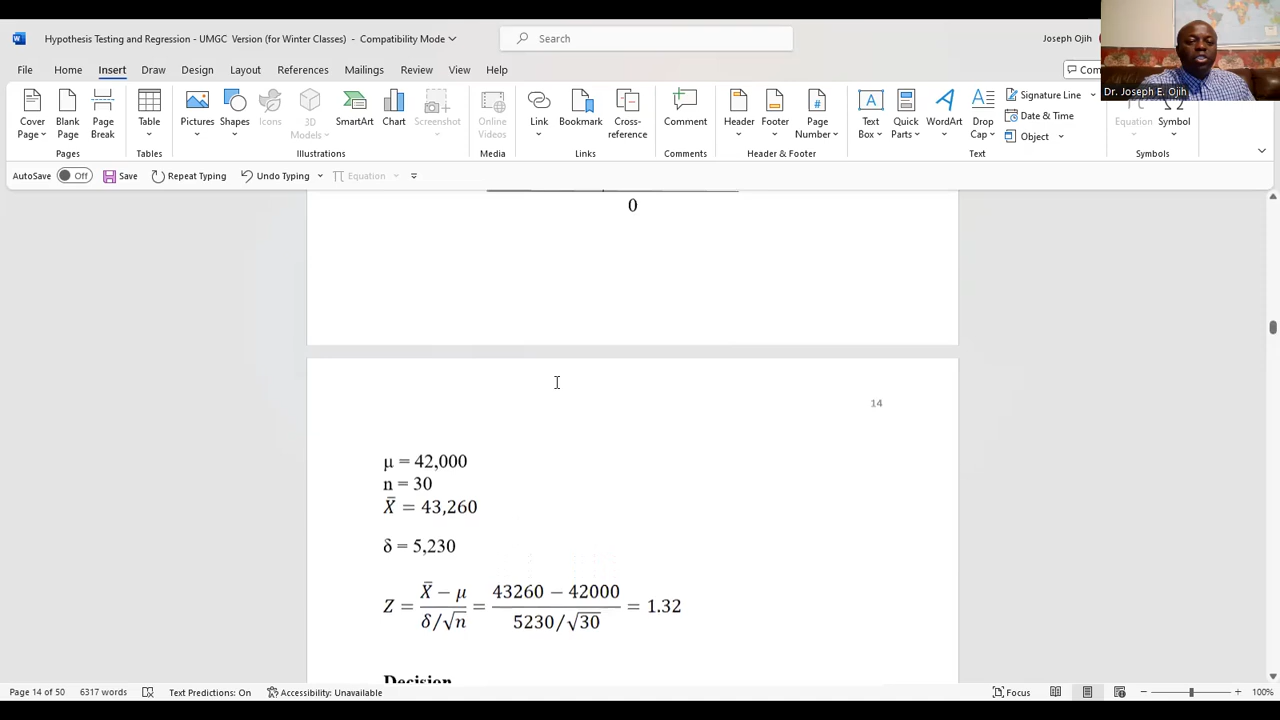 Hypothesis Testing and Regression - UMGC Version (for Winter Classes) - Compatibility Mode
Search
Joseph Ojih
Dr. Joseph E. Ojih
File Home Insert Draw Design Layout References Mailings Review View Help
Com
Cover Page
Blank Page
Page Break
Table
Pictures
Shapes
Icons
3D Models
SmartArt
Chart
Screenshot
Online Videos
Link
Bookmark
Cross-reference
Comment
Header
Footer
Page Number
Text Box
Quick Parts
WordArt
Drop Cap
Signature Line
Date & Time
Object
Equation
Symbol
Pages Tables Illustrations Media Links Comments Header & Footer Text Symbols
AutoSave Off Save Repeat Typing Undo Typing Equation
0
14
μ = 42,000
n = 30
X̄ = 43,260
δ = 5,230
Z = (X̄ − μ)/(δ/√n) = (43260 − 42000)/(5230/√30) = 1.32
Decision
Page 14 of 50 6317 words Text Predictions: On Accessibility: Unavailable Focus 100%